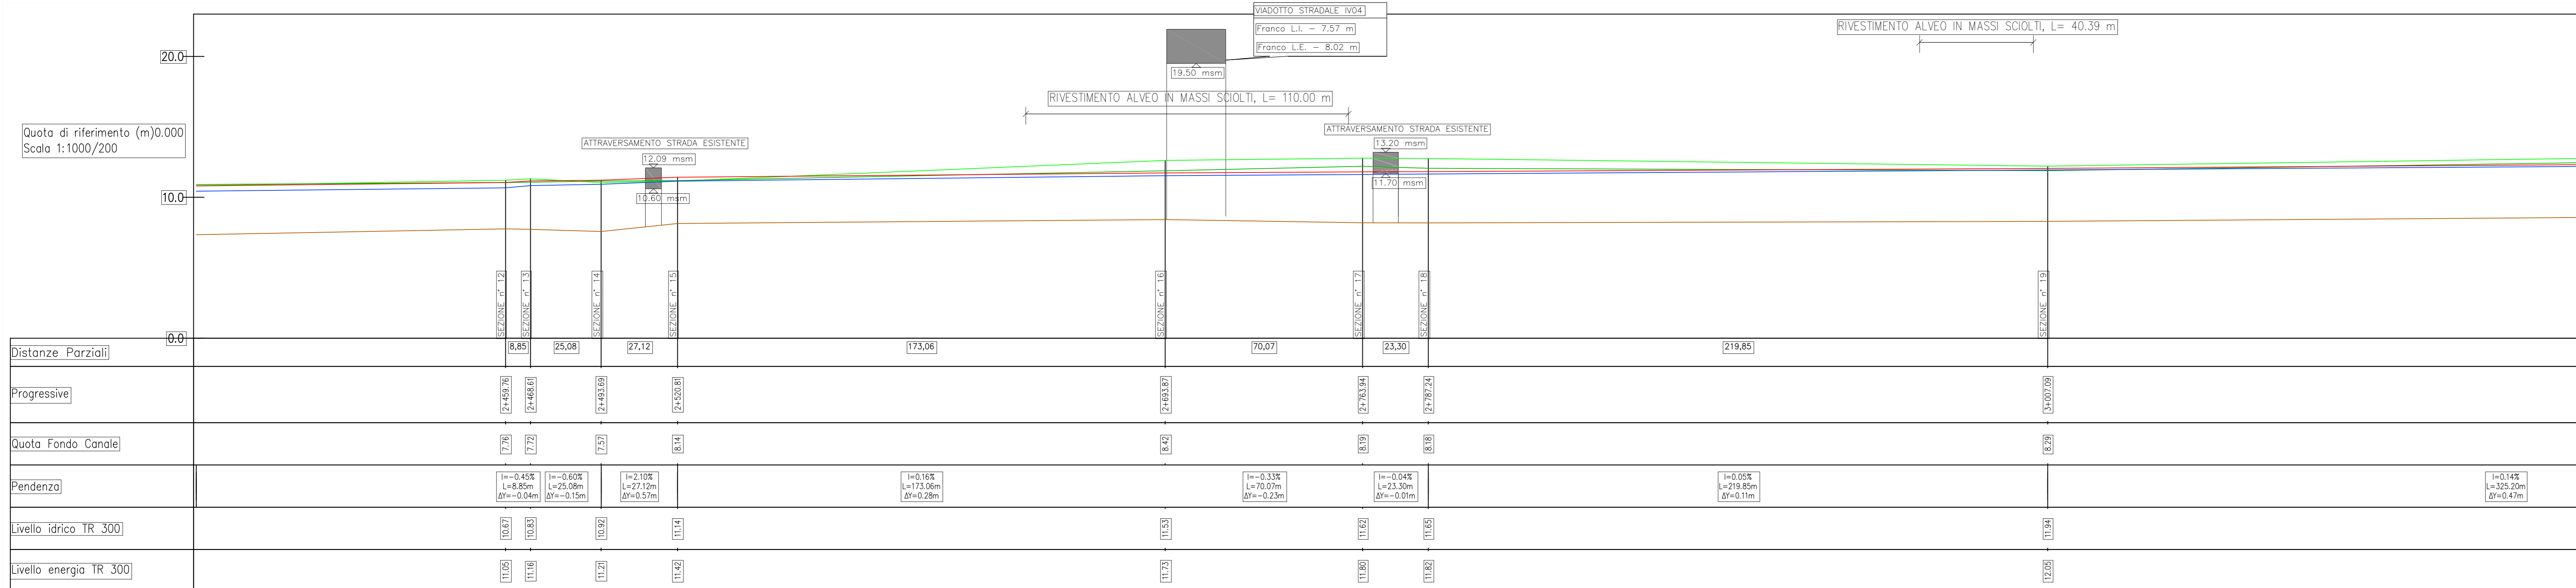 VIADOTTO STRADALE IV04
Franco L.I. - 7.57 m
Franco L.E. - 8.02 m
RIVESTIMENTO ALVEO IN MASSI SCIOLTI, L= 40.39 m
20.0
19.50 msm
RIVESTIMENTO ALVEO IN MASSI SCIOLTI, L= 110.00 m
Quota di riferimento (m)0.000
Scala 1:1000/200
ATTRAVERSAMENTO STRADA ESISTENTE
12.09 msm
10.60 msm
ATTRAVERSAMENTO STRADA ESISTENTE
13.20 msm
11.70 msm
10.0
0.0
SEZIONE n° 12
SEZIONE n° 13
SEZIONE n° 14
SEZIONE n° 15
SEZIONE n° 16
SEZIONE n° 17
SEZIONE n° 18
SEZIONE n° 19
Distanze Parziali
8,85
25,08
27,12
173,06
70,07
23,30
219,85
Progressive
2+459.76
2+468.61
2+493.69
2+520.81
2+693.87
2+763.94
2+787.24
3+007.09
Quota Fondo Canale
7.76
7.72
7.57
8.14
8.42
8.19
8.18
8.29
Pendenza
I=-0.45%
L=8.85m
ΔY=-0.04m
I=-0.60%
L=25.08m
ΔY=-0.15m
I=2.10%
L=27.12m
ΔY=0.57m
I=0.16%
L=173.06m
ΔY=0.28m
I=-0.33%
L=70.07m
ΔY=-0.23m
I=-0.04%
L=23.30m
ΔY=-0.01m
I=0.05%
L=219.85m
ΔY=0.11m
I=0.14%
L=325.20m
ΔY=0.47m
Livello idrico TR 300
10.67
10.83
10.92
11.14
11.53
11.62
11.65
11.94
Livello energia TR 300
11.05
11.16
11.21
11.42
11.73
11.80
11.82
12.05